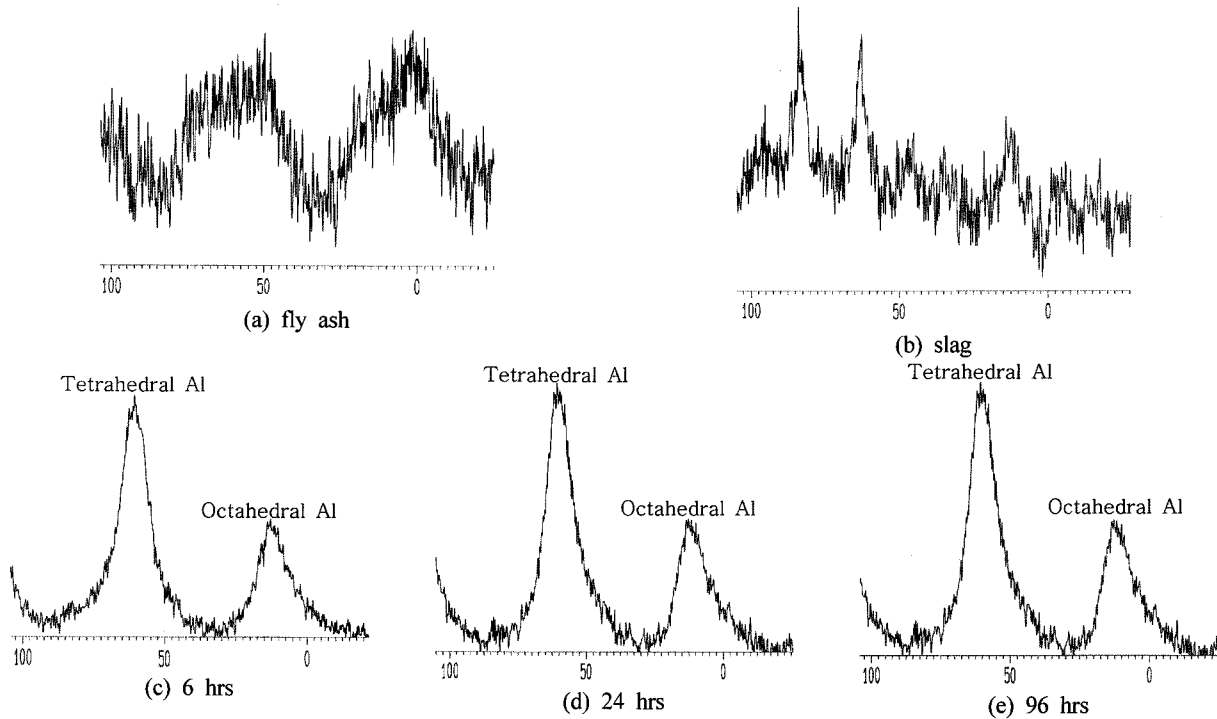 100 50 0
(a) fly ash
100 50 0
(b) slag
Tetrahedral Al
Octahedral Al
100 50 0
(c) 6 hrs
Tetrahedral Al
Octahedral Al
100 50 0
(d) 24 hrs
Tetrahedral Al
Octahedral Al
100 50 0
(e) 96 hrs